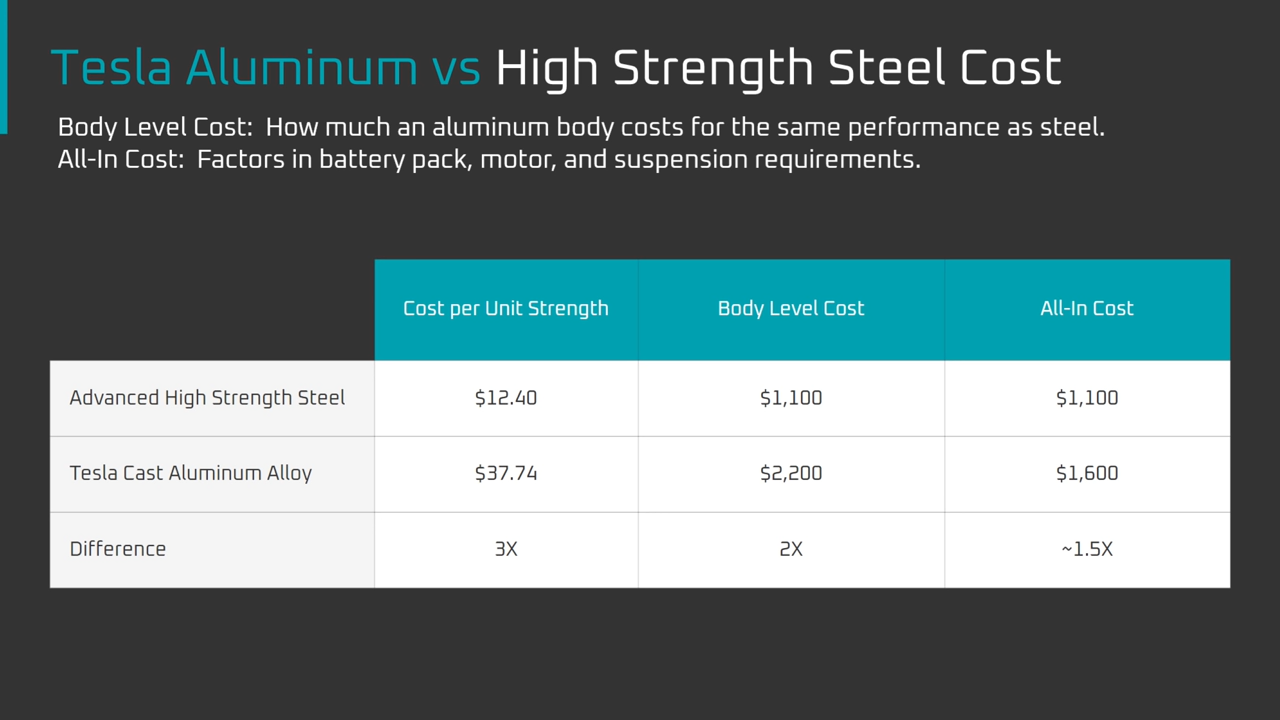 Tesla Aluminum vs High Strength Steel Cost
Body Level Cost:  How much an aluminum body costs for the same performance as steel.
All-In Cost:  Factors in battery pack, motor, and suspension requirements.
Cost per Unit Strength Body Level Cost All-In Cost
Advanced High Strength Steel $12.40 $1,100 $1,100
Tesla Cast Aluminum Alloy $37.74 $2,200 $1,600
Difference 3X 2X ~1.5X